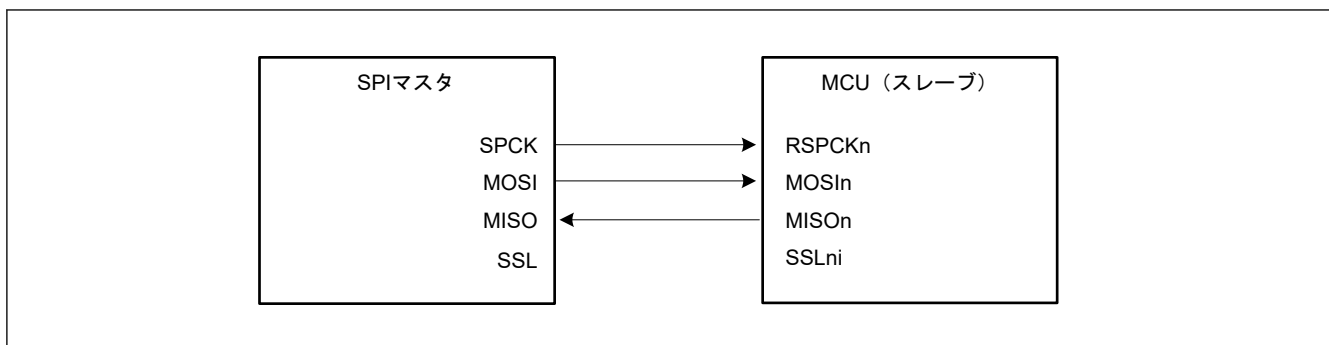 SPIマスタ
MCU（スレーブ）
SPCK
RSPCKn
MOSI
MOSIn
MISO
MISOn
SSL
SSLni